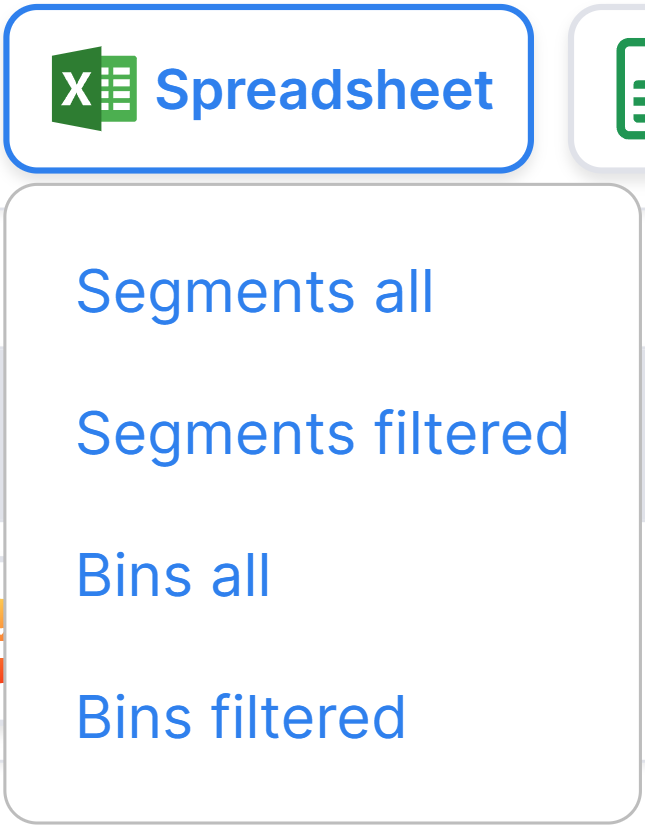 Spreadsheet
Segments all
Segments filtered
Bins all
Bins filtered